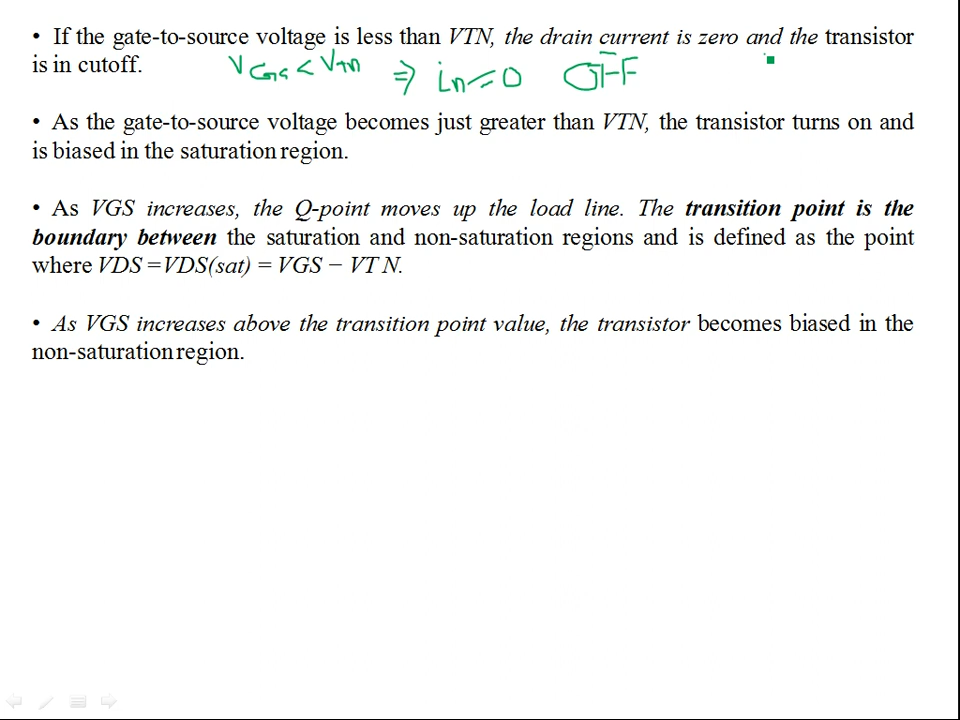 • If the gate-to-source voltage is less than VTN, the drain current is zero and the transistor
is in cutoff.
VGS < VTN ⇒ iD = 0 OFF
• As the gate-to-source voltage becomes just greater than VTN, the transistor turns on and
is biased in the saturation region.
• As VGS increases, the Q-point moves up the load line. The transition point is the
boundary between the saturation and non-saturation regions and is defined as the point
where VDS =VDS(sat) = VGS − VT N.
• As VGS increases above the transition point value, the transistor becomes biased in the
non-saturation region.